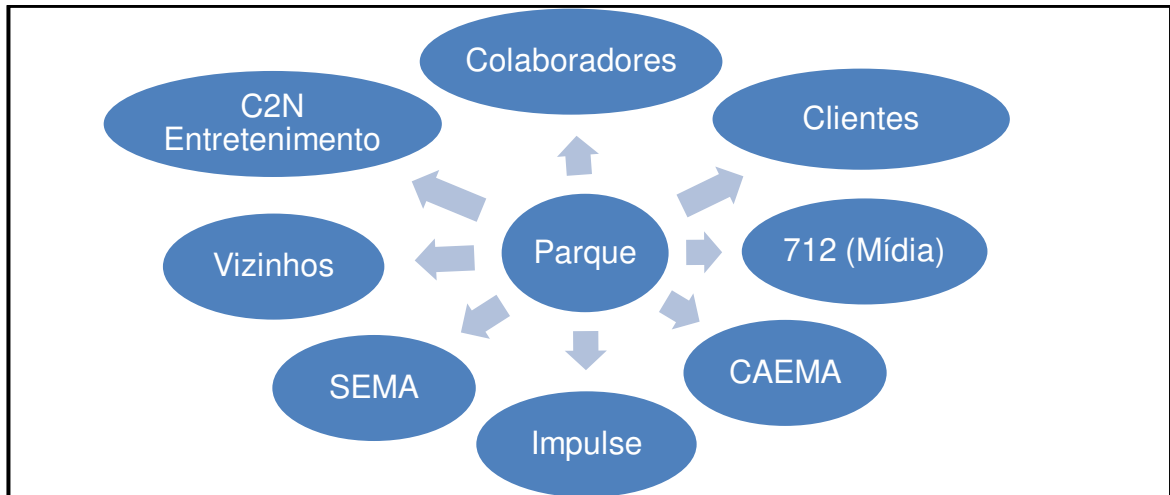 Colaboradores
C2N
Entretenimento
Clientes
Vizinhos
Parque
712 (Mídia)
SEMA
CAEMA
Impulse